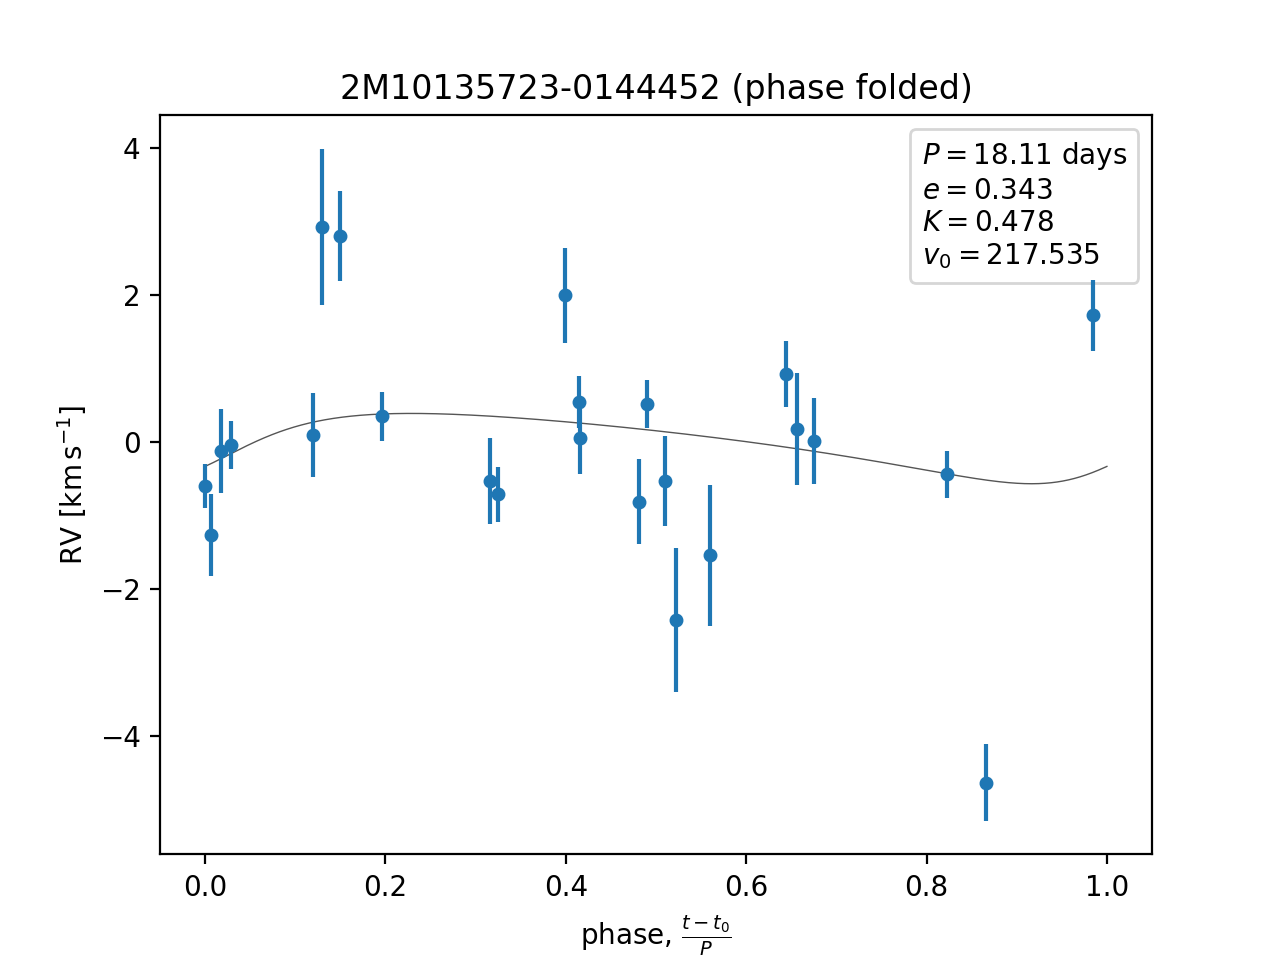 2M10135723-0144452 (phase folded)
P = 18.11 days
e = 0.343
K = 0.478
v₀ = 217.535
RV [km s⁻¹]
4
2
0
−2
−4
0.0 0.2 0.4 0.6 0.8 1.0
phase, (t − t₀)/P